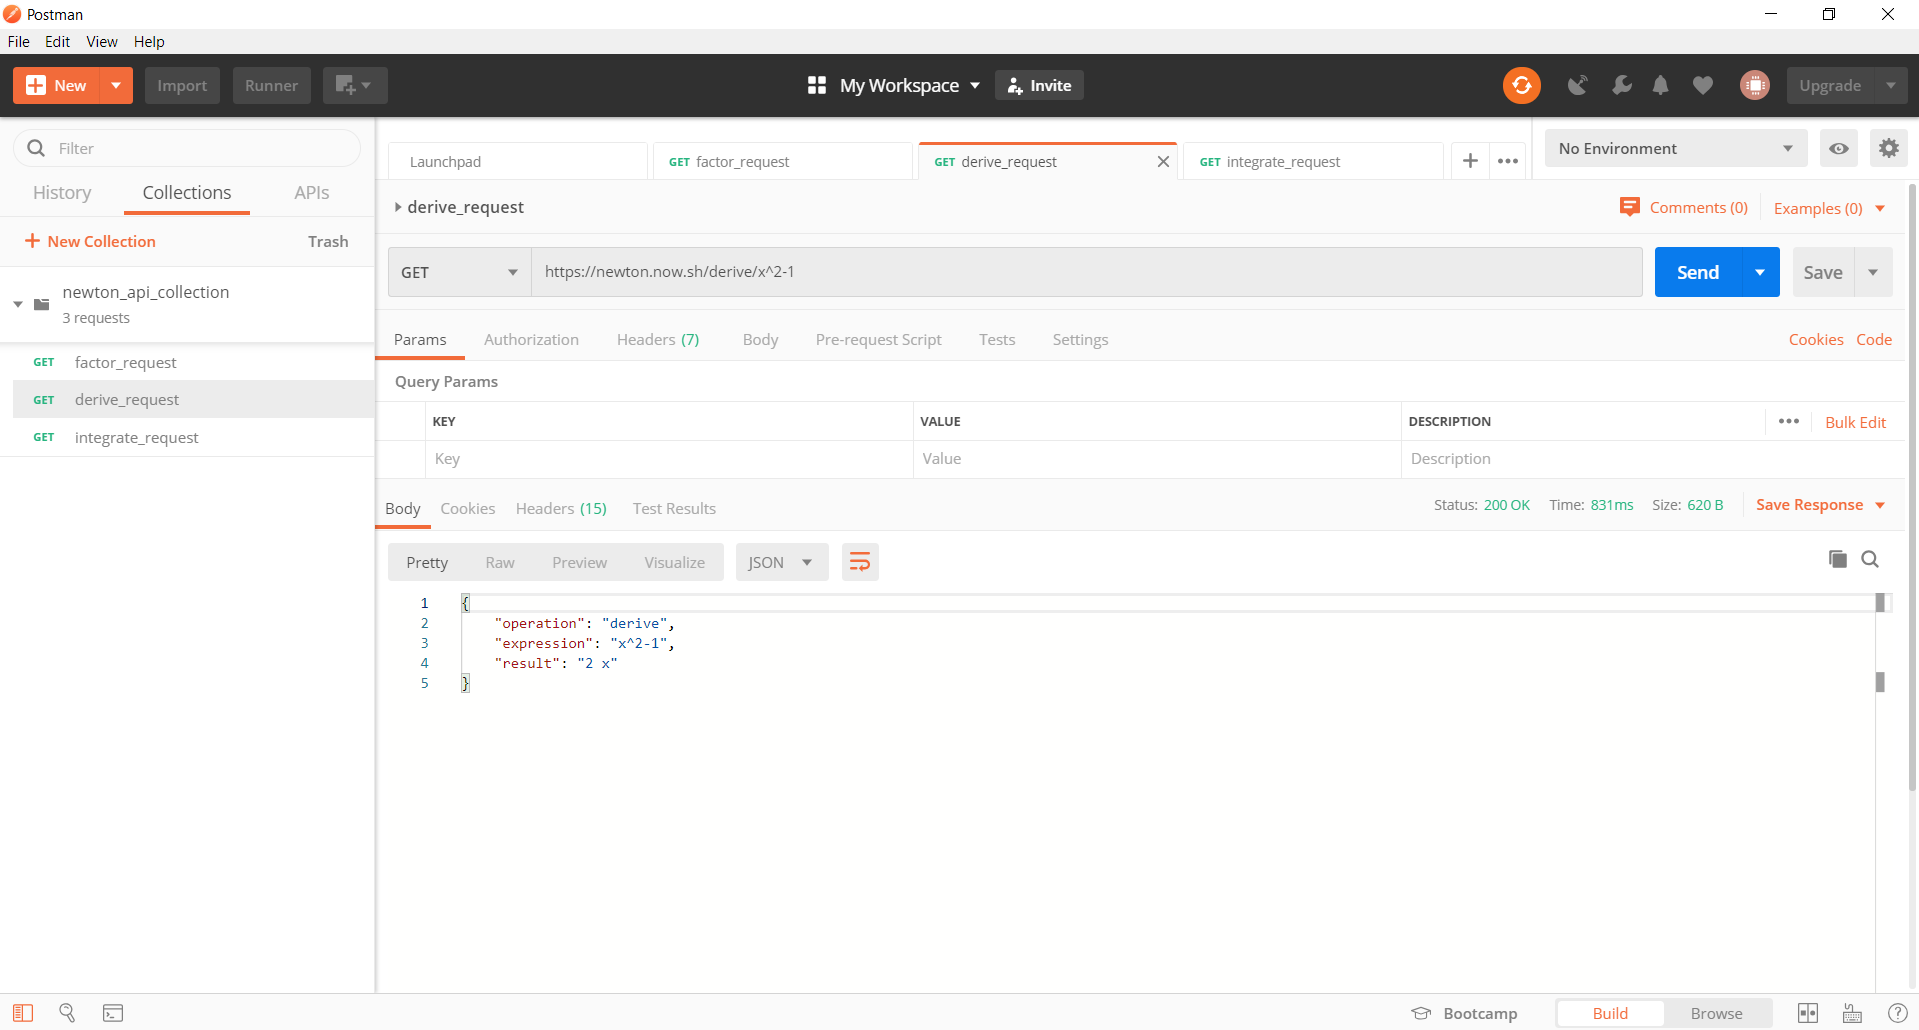 Postman
File Edit View Help
New Import Runner My Workspace Invite Upgrade
Filter
History Collections APIs
New Collection Trash
newton_api_collection
3 requests
GET factor_request
GET derive_request
GET integrate_request
Launchpad GET factor_request GET derive_request GET integrate_request No Environment
derive_request Comments (0) Examples (0)
GET https://newton.now.sh/derive/x^2-1 Send Save
Params Authorization Headers (7) Body Pre-request Script Tests Settings Cookies Code
Query Params
KEY VALUE DESCRIPTION Bulk Edit
Key Value Description
Body Cookies Headers (15) Test Results Status: 200 OK Time: 831ms Size: 620 B Save Response
Pretty Raw Preview Visualize JSON
1 {
2 "operation": "derive",
3 "expression": "x^2-1",
4 "result": "2 x"
5 }
Bootcamp Build Browse